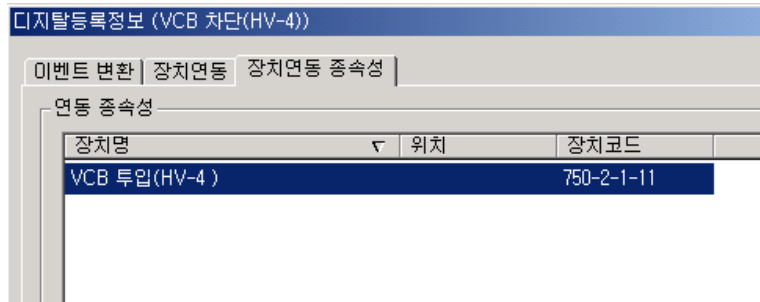 디지탈등록정보 (VCB 차단(HV-4))
이벤트 변환 장치연동 장치연동 종속성
연동 종속성
장치명 위치 장치코드
VCB 투입(HV-4 ) 750-2-1-11